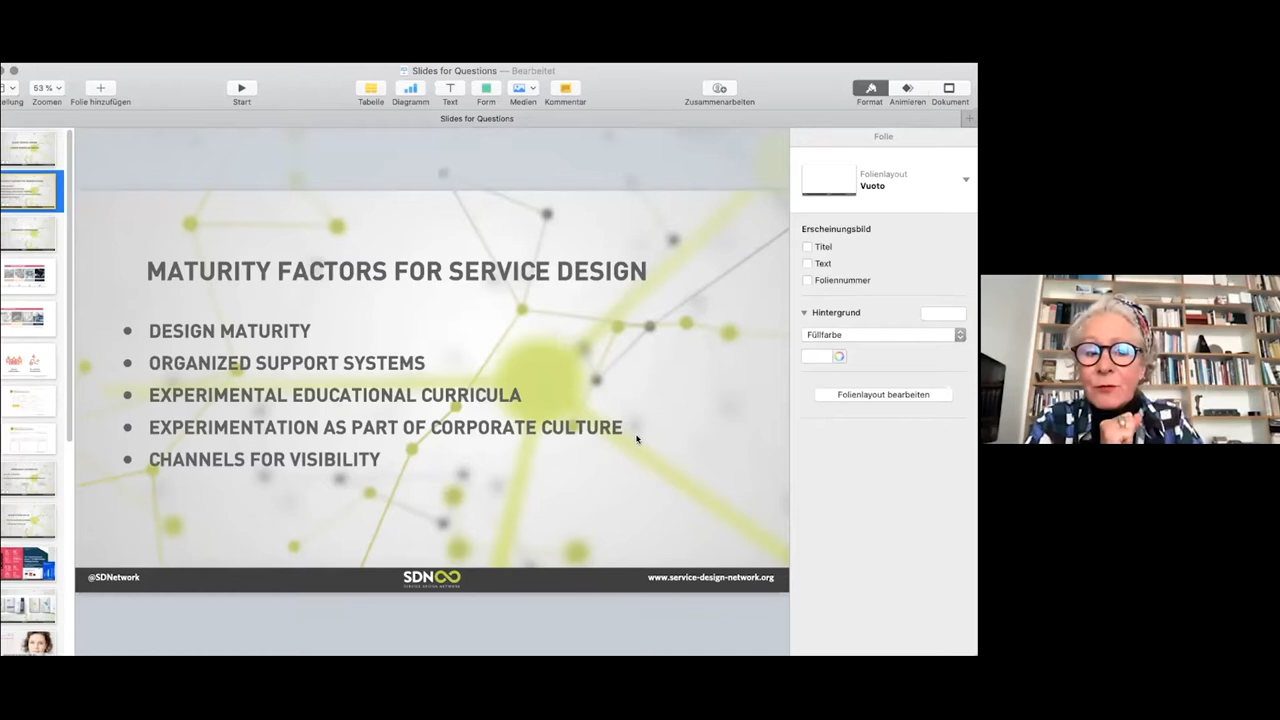 Slides for Questions — Bearbeitet
53 %
Zoomen
Folie hinzufügen
Start
Tabelle
Diagramm
Text
Form
Medien
Kommentar
Zusammenarbeiten
Format
Animieren
Dokument
Slides for Questions
MATURITY FACTORS FOR SERVICE DESIGN
• DESIGN MATURITY
• ORGANIZED SUPPORT SYSTEMS
• EXPERIMENTAL EDUCATIONAL CURRICULA
• EXPERIMENTATION AS PART OF CORPORATE CULTURE
• CHANNELS FOR VISIBILITY
@SDNetwork
SDN
www.service-design-network.org
Folie
Folienlayout
Vuoto
Erscheinungsbild
Titel
Text
Foliennummer
Hintergrund
Füllfarbe
Folienlayout bearbeiten